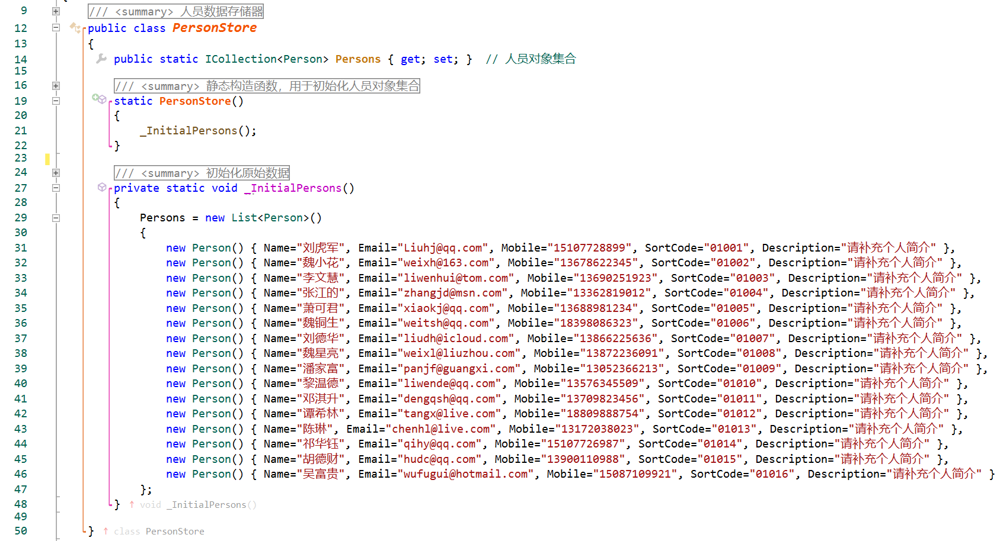 9 /// <summary> 人员数据存储器
12 public class PersonStore
13 {
14 public static ICollection<Person> Persons { get; set; } // 人员对象集合
15
16 /// <summary> 静态构造函数，用于初始化人员对象集合
19 static PersonStore()
20 {
21 _InitialPersons();
22 }
23
24 /// <summary> 初始化原始数据
27 private static void _InitialPersons()
28 {
29 Persons = new List<Person>()
30 {
31 new Person() { Name="刘虎军", Email="Liuhj@qq.com", Mobile="15107728899", SortCode="01001", Description="请补充个人简介" },
32 new Person() { Name="魏小花", Email="weixh@163.com", Mobile="13678622345", SortCode="01002", Description="请补充个人简介" },
33 new Person() { Name="李文慧", Email="liwenhui@tom.com", Mobile="13690251923", SortCode="01003", Description="请补充个人简介" },
34 new Person() { Name="张江的", Email="zhangjd@msn.com", Mobile="13362819012", SortCode="01004", Description="请补充个人简介" },
35 new Person() { Name="萧可君", Email="xiaokj@qq.com", Mobile="13688981234", SortCode="01005", Description="请补充个人简介" },
36 new Person() { Name="魏铜生", Email="weitsh@qq.com", Mobile="18398086323", SortCode="01006", Description="请补充个人简介" },
37 new Person() { Name="刘德华", Email="liudh@icloud.com", Mobile="13866225636", SortCode="01007", Description="请补充个人简介" },
38 new Person() { Name="魏星亮", Email="weixl@liuzhou.com", Mobile="13872236091", SortCode="01008", Description="请补充个人简介" },
39 new Person() { Name="潘家富", Email="panjf@guangxi.com", Mobile="13052366213", SortCode="01009", Description="请补充个人简介" },
40 new Person() { Name="黎温德", Email="liwende@qq.com", Mobile="13576345509", SortCode="01010", Description="请补充个人简介" },
41 new Person() { Name="邓淇升", Email="dengqsh@qq.com", Mobile="13709823456", SortCode="01011", Description="请补充个人简介" },
42 new Person() { Name="谭希林", Email="tangx@live.com", Mobile="18809888754", SortCode="01012", Description="请补充个人简介" },
43 new Person() { Name="陈琳", Email="chenhl@live.com", Mobile="13172038023", SortCode="01013", Description="请补充个人简介" },
44 new Person() { Name="祁华钰", Email="qihy@qq.com", Mobile="15107726987", SortCode="01014", Description="请补充个人简介" },
45 new Person() { Name="胡德财", Email="hudc@qq.com", Mobile="13900110988", SortCode="01015", Description="请补充个人简介" },
46 new Person() { Name="吴富贵", Email="wufugui@hotmail.com", Mobile="15087109921", SortCode="01016", Description="请补充个人简介" }
47 };
48 } ↑ void _InitialPersons()
49
50 } ↑ class PersonStore